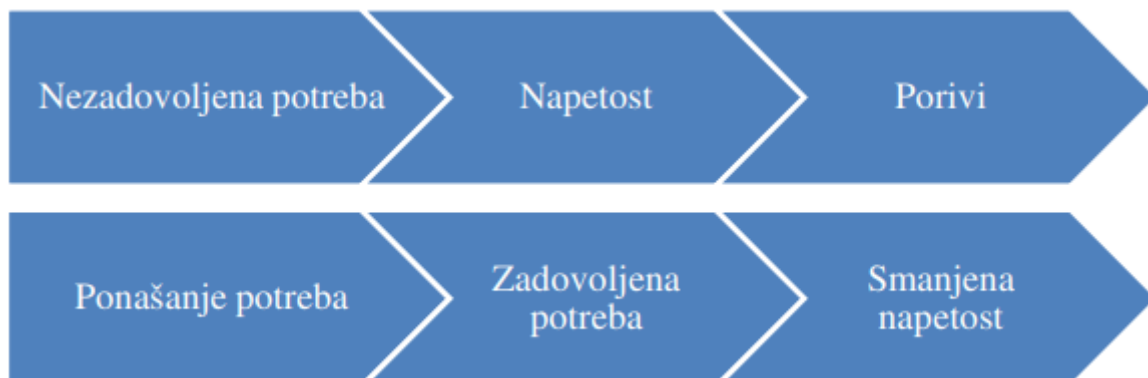 Nezadovoljena potreba
Napetost
Porivi
Ponašanje potreba
Zadovoljena
potreba
Smanjena
napetost